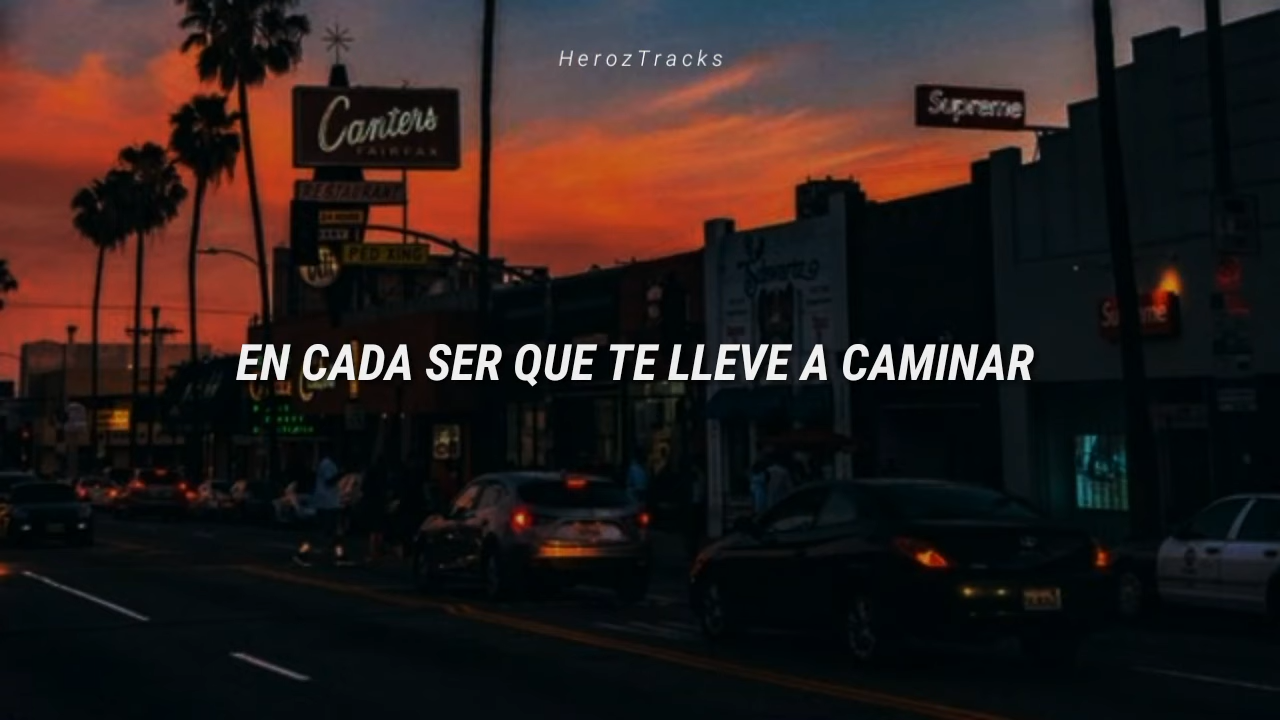 HerozTracks
Canters
FAIRFAX
Supreme
RESTAURANT
PED XING
EN CADA SER QUE TE LLEVE A CAMINAR